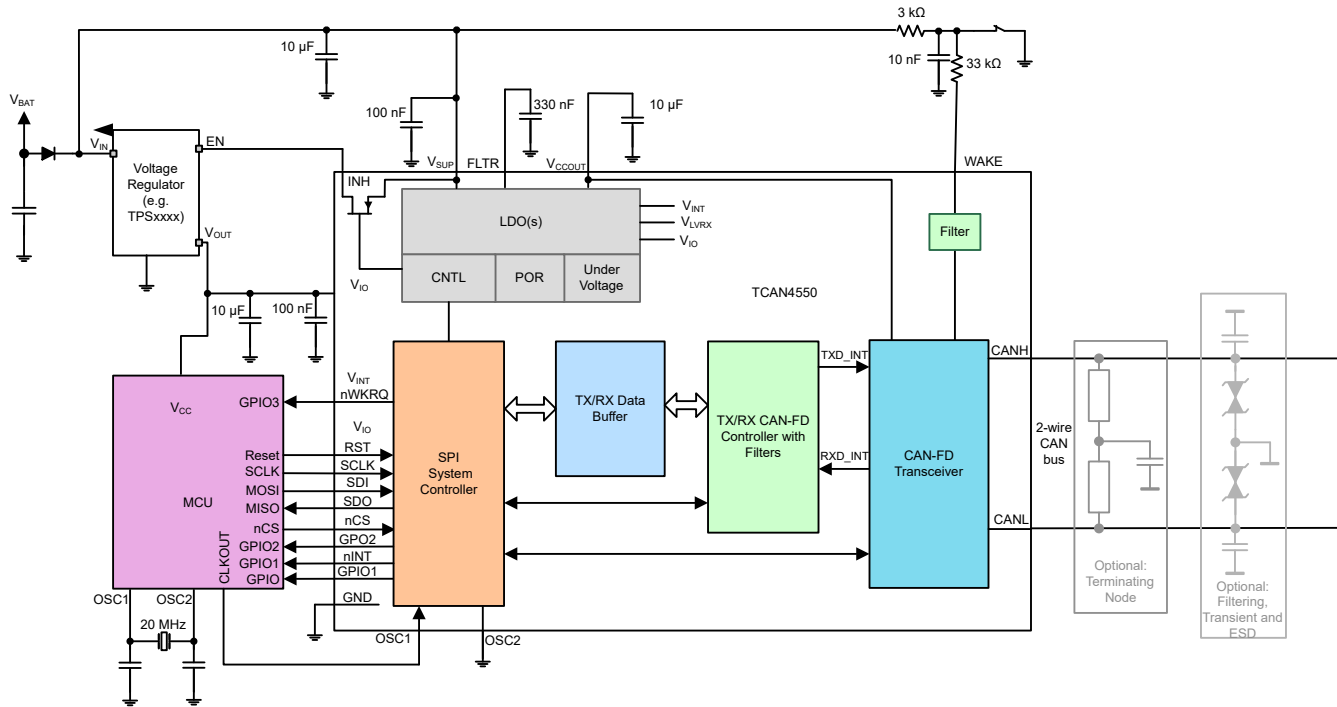 3 kΩ
10 µF
10 nF
33 kΩ
V_BAT
100 nF
330 nF
10 µF
V_IN
EN
V_SUP
FLTR
V_CCOUT
WAKE
Voltage
Regulator
(e.g.
TPSxxxx)
INH
LDO(s)
V_INT
V_LVRX
V_IO
Filter
V_OUT
V_IO
CNTL
POR
Under
Voltage
TCAN4550
10 µF
100 nF
TXD_INT
CANH
V_INT
nWKRQ
GPIO3
V_CC
TX/RX Data
Buffer
TX/RX CAN-FD
Controller with
Filters
2-wire
CAN
bus
V_IO
RXD_INT
CAN-FD
Transceiver
SPI
System
Controller
Reset
RST
SCLK
SCLK
MOSI
SDI
MCU
MISO
SDO
nCS
nCS
GPIO2
GPO2
GPIO1
nINT
GPIO
GPIO1
CLKOUT
CANL
Optional:
Terminating
Node
Optional:
Filtering,
Transient and
ESD
OSC1
OSC2
GND
20 MHz
OSC1
OSC2